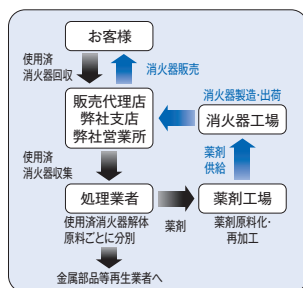 お客様
使用済
消火器回収
消火器販売
販売代理店
弊社支店
弊社営業所
消火器製造・出荷
消火器工場
使用済
消火器収集
薬剤
供給
処理業者
薬剤
薬剤工場
使用済消火器解体
原料ごとに分別
薬剤原料化・
再加工
金属部品等再生業者へ